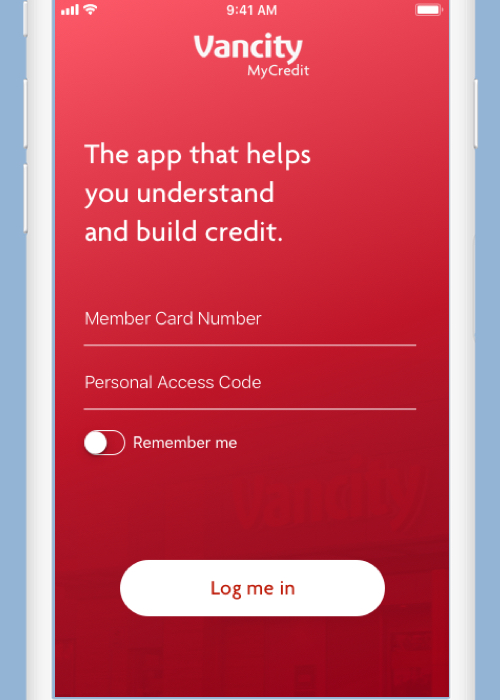 9:41 AM
Vancity
MyCredit
The app that helps
you understand
and build credit.
Member Card Number
Personal Access Code
Remember me
Vancity
Log me in